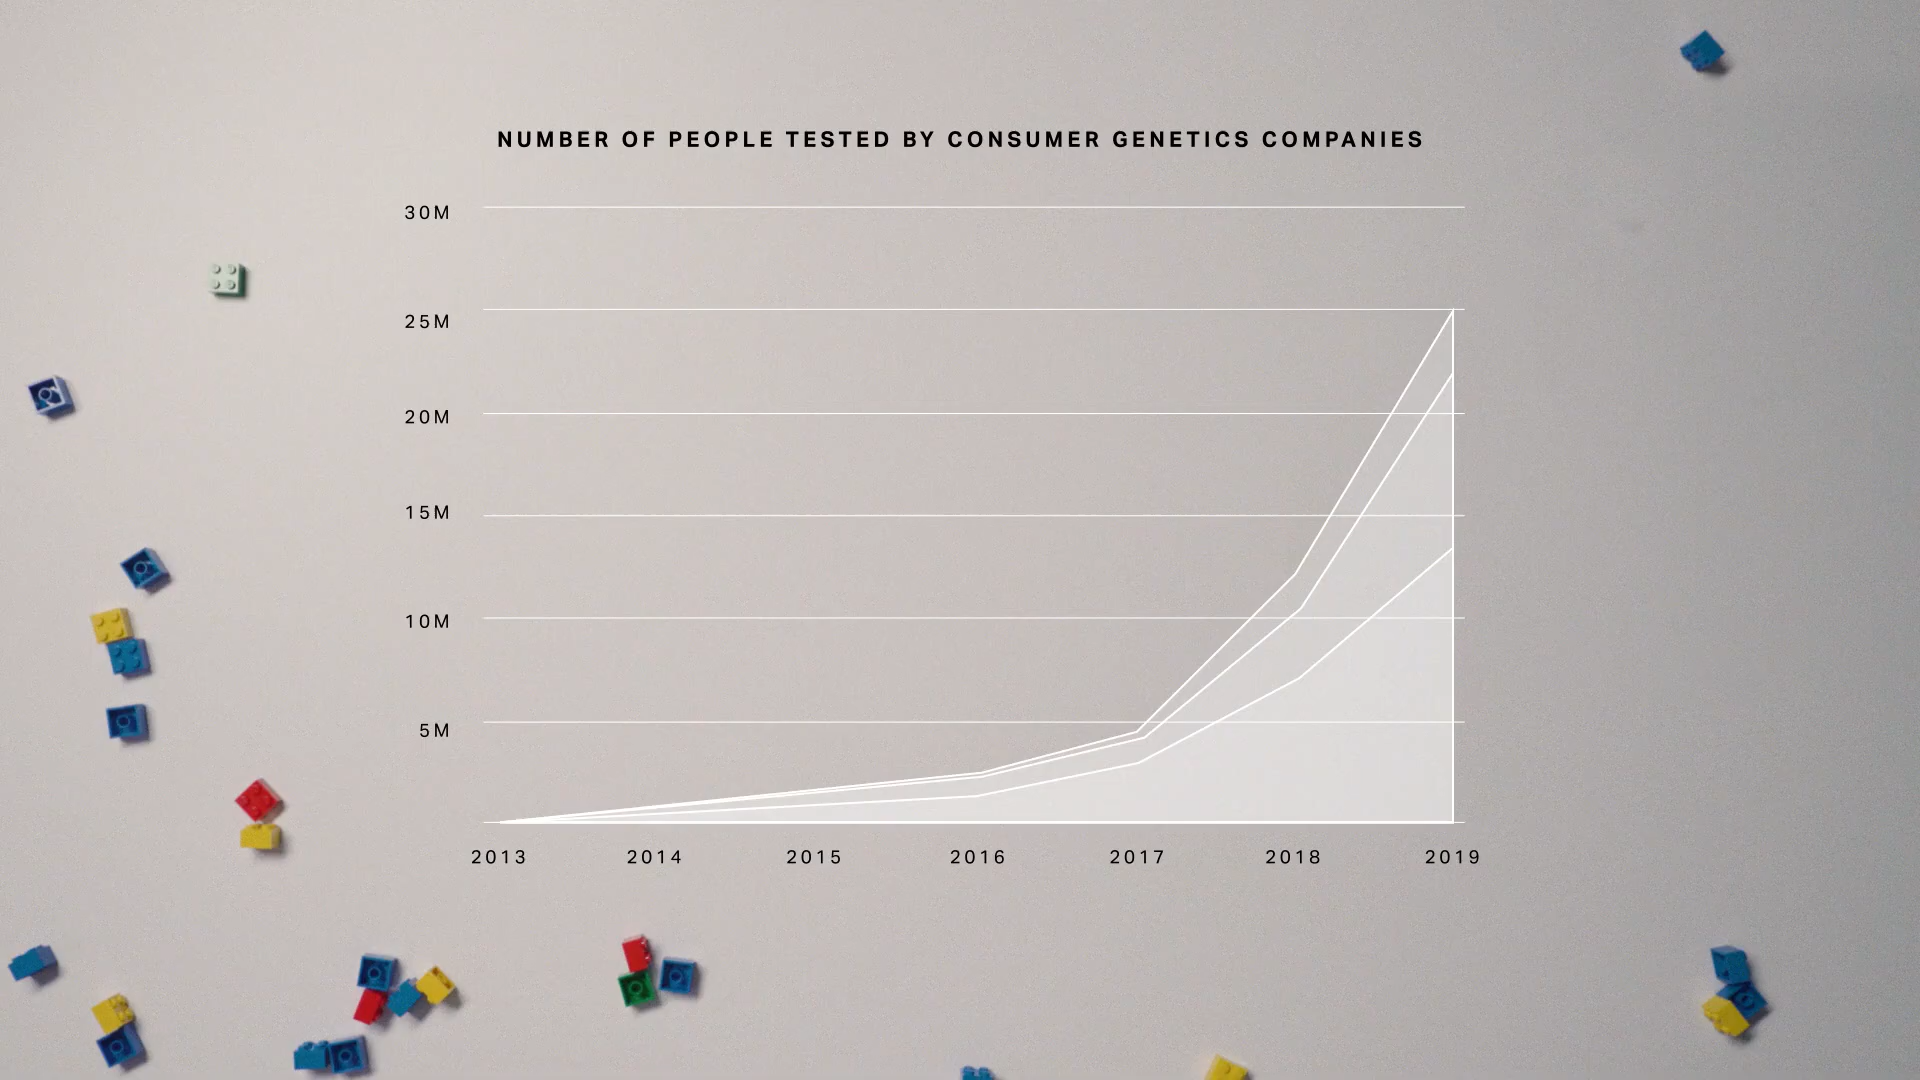 NUMBER OF PEOPLE TESTED BY CONSUMER GENETICS COMPANIES
30M
25M
20M
15M
10M
5M
2013 2014 2015 2016 2017 2018 2019